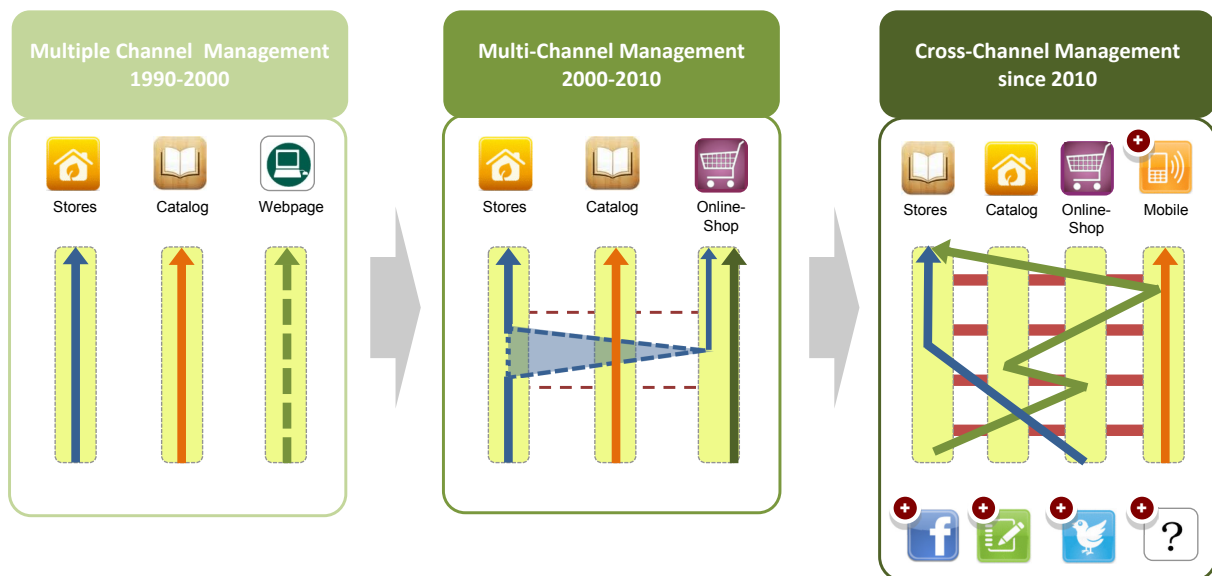 Multiple Channel Management
1990-2000
Stores
Catalog
Webpage
Multi-Channel Management
2000-2010
Stores
Catalog
Online-
Shop
Cross-Channel Management
since 2010
Stores
Catalog
Online-
Shop
Mobile
f
?